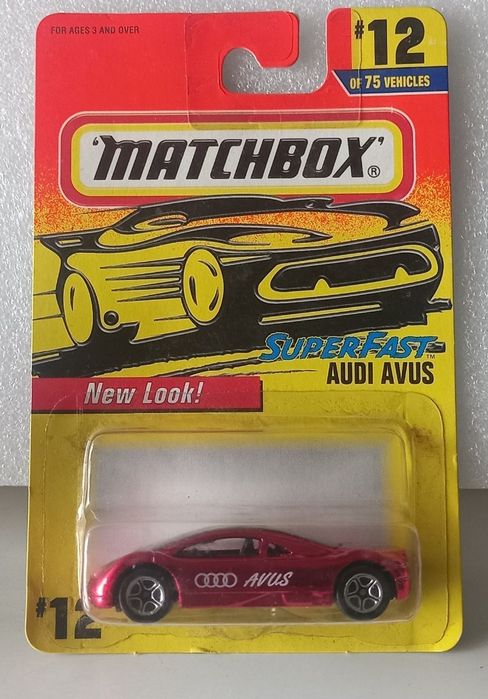 FOR AGES 3 AND OVER
#12
OF 75 VEHICLES
'MATCHBOX'®
SUPERFAST™
AUDI AVUS
New Look!
AVUS
#12